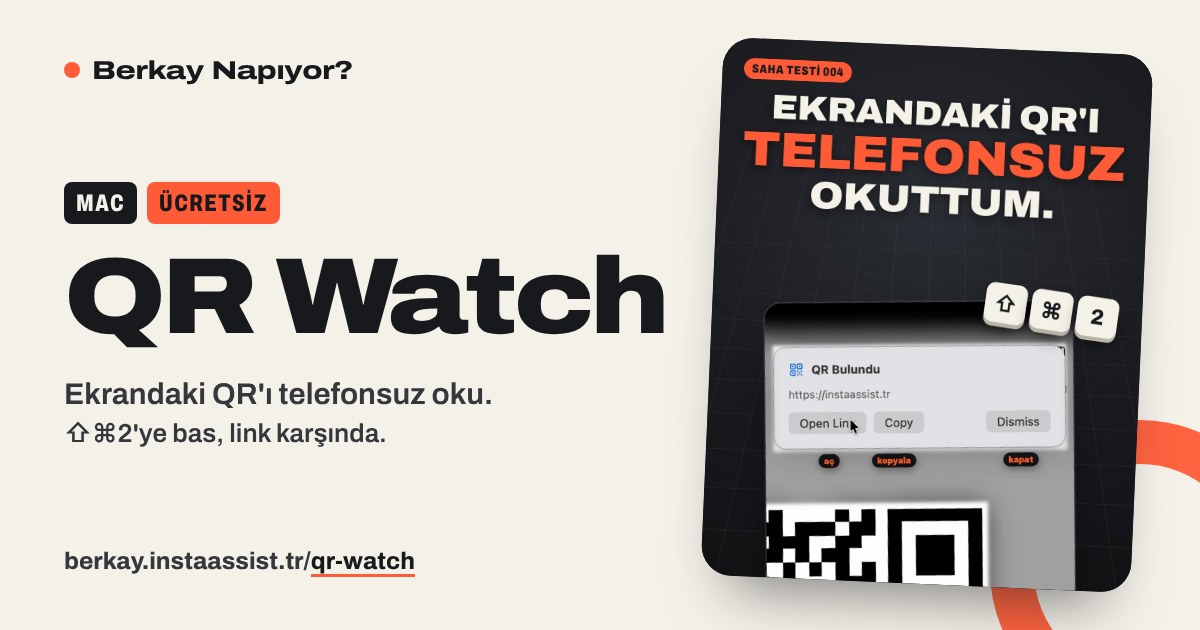 Berkay Napıyor?
MAC
ÜCRETSİZ
QR Watch
Ekrandaki QR'ı telefonsuz oku.
⇧⌘2'ye bas, link karşında.
berkay.instaassist.tr/qr-watch
SAHA TESTİ 004
EKRANDAKİ QR'I
TELEFONSUZ
OKUTTUM.
⇧ ⌘ 2
QR Bulundu
https://instaassist.tr
Open Lin Copy Dismiss
aç kopyala kapat